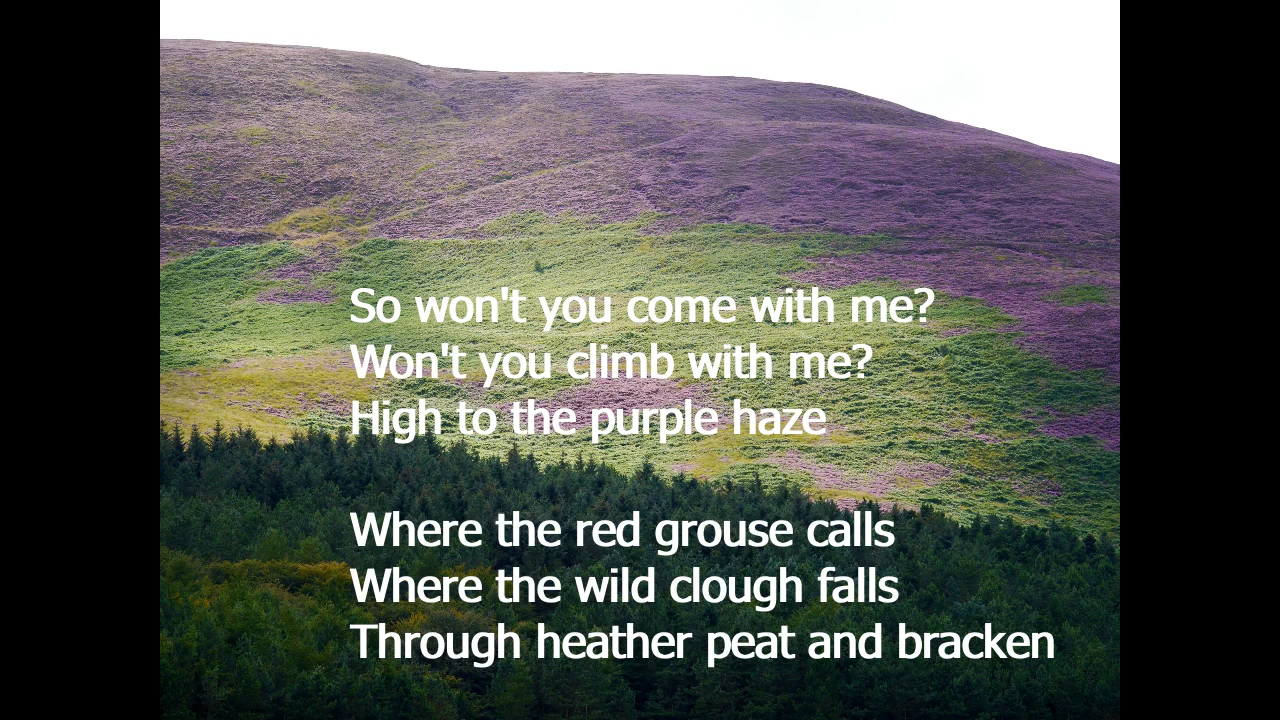 So won't you come with me?
Won't you climb with me?
High to the purple haze
Where the red grouse calls
Where the wild clough falls
Through heather peat and bracken